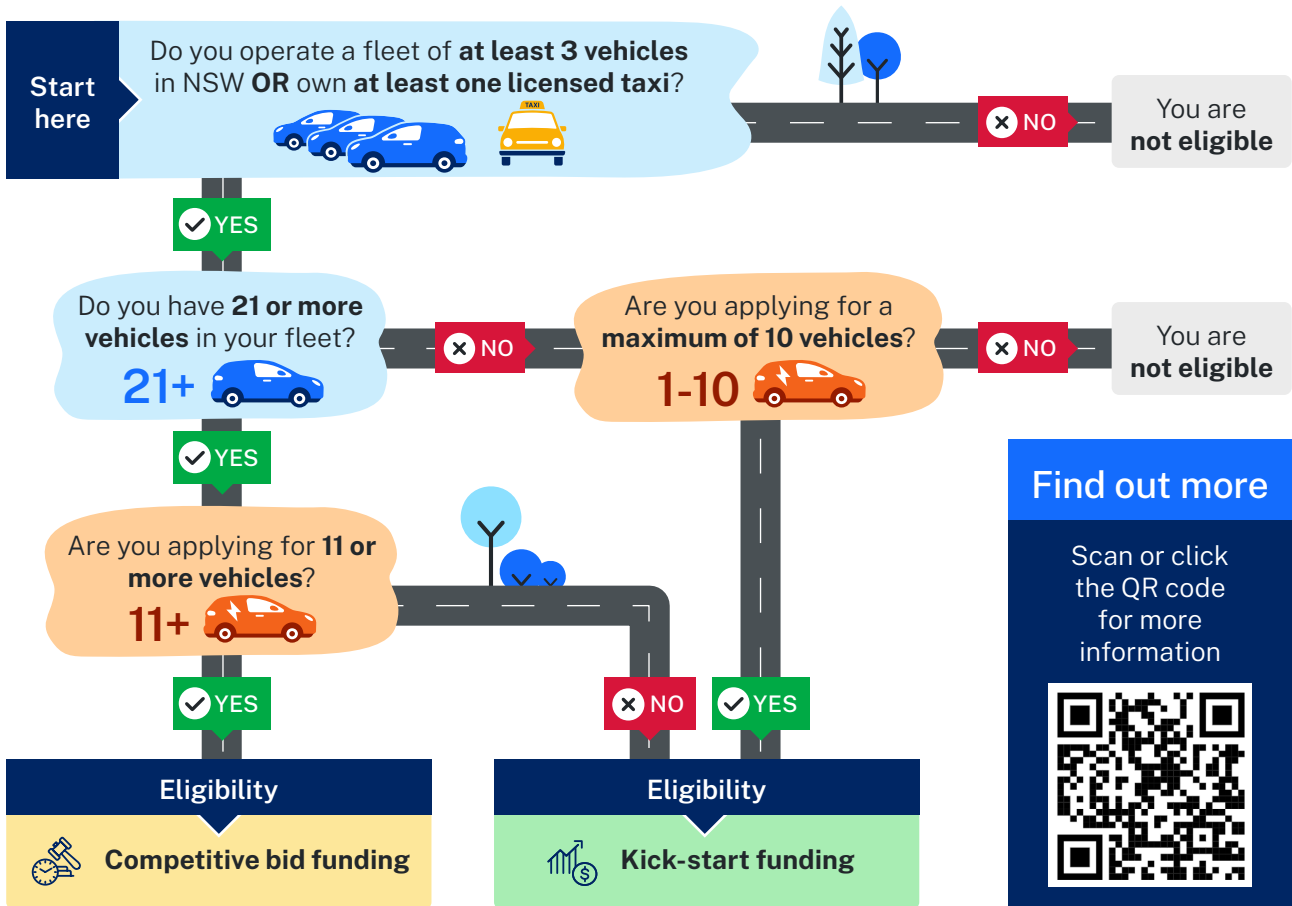 Start
here
Do you operate a fleet of at least 3 vehicles
in NSW OR own at least one licensed taxi?
TAXI
NO
You are
not eligible
YES
Do you have 21 or more
vehicles in your fleet?
21+
NO
Are you applying for a
maximum of 10 vehicles?
1-10
NO
You are
not eligible
YES
Are you applying for 11 or
more vehicles?
11+
YES
NO
YES
Eligibility
Competitive bid funding
Eligibility
Kick-start funding
Find out more
Scan or click
the QR code
for more
information